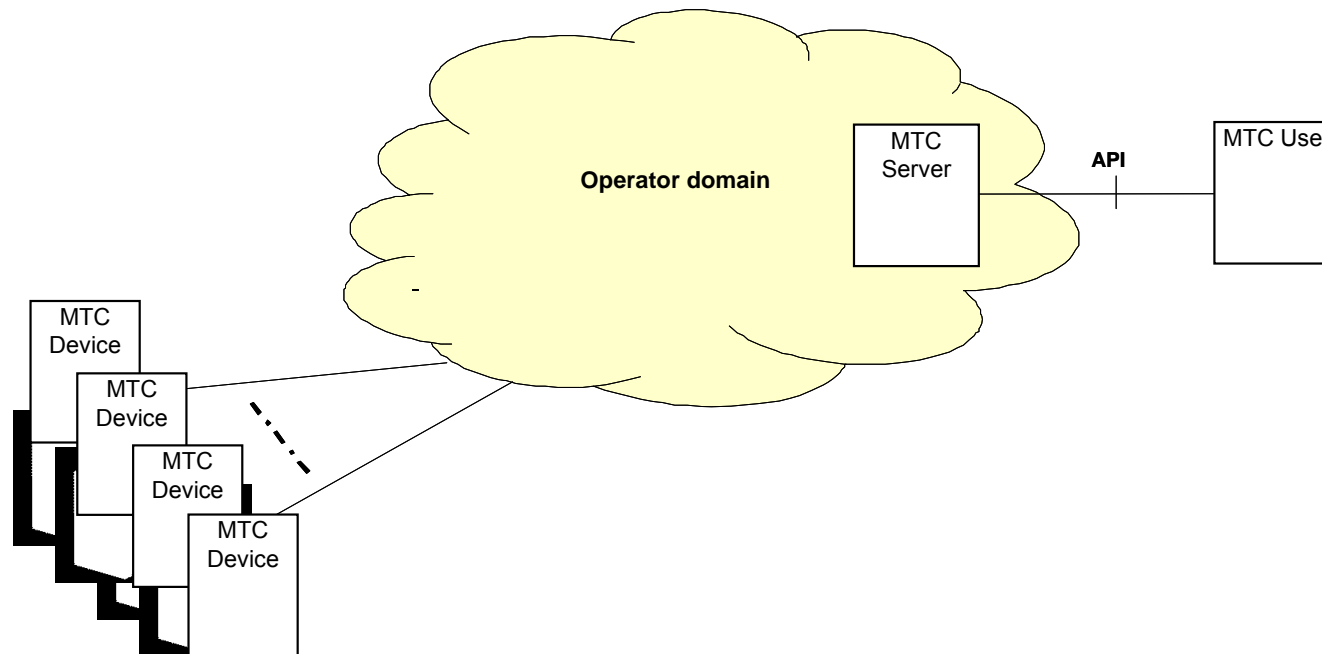 Operator domain
MTC
Server
API
MTC Use
MTC
Device
MTC
Device
MTC
Device
MTC
Device